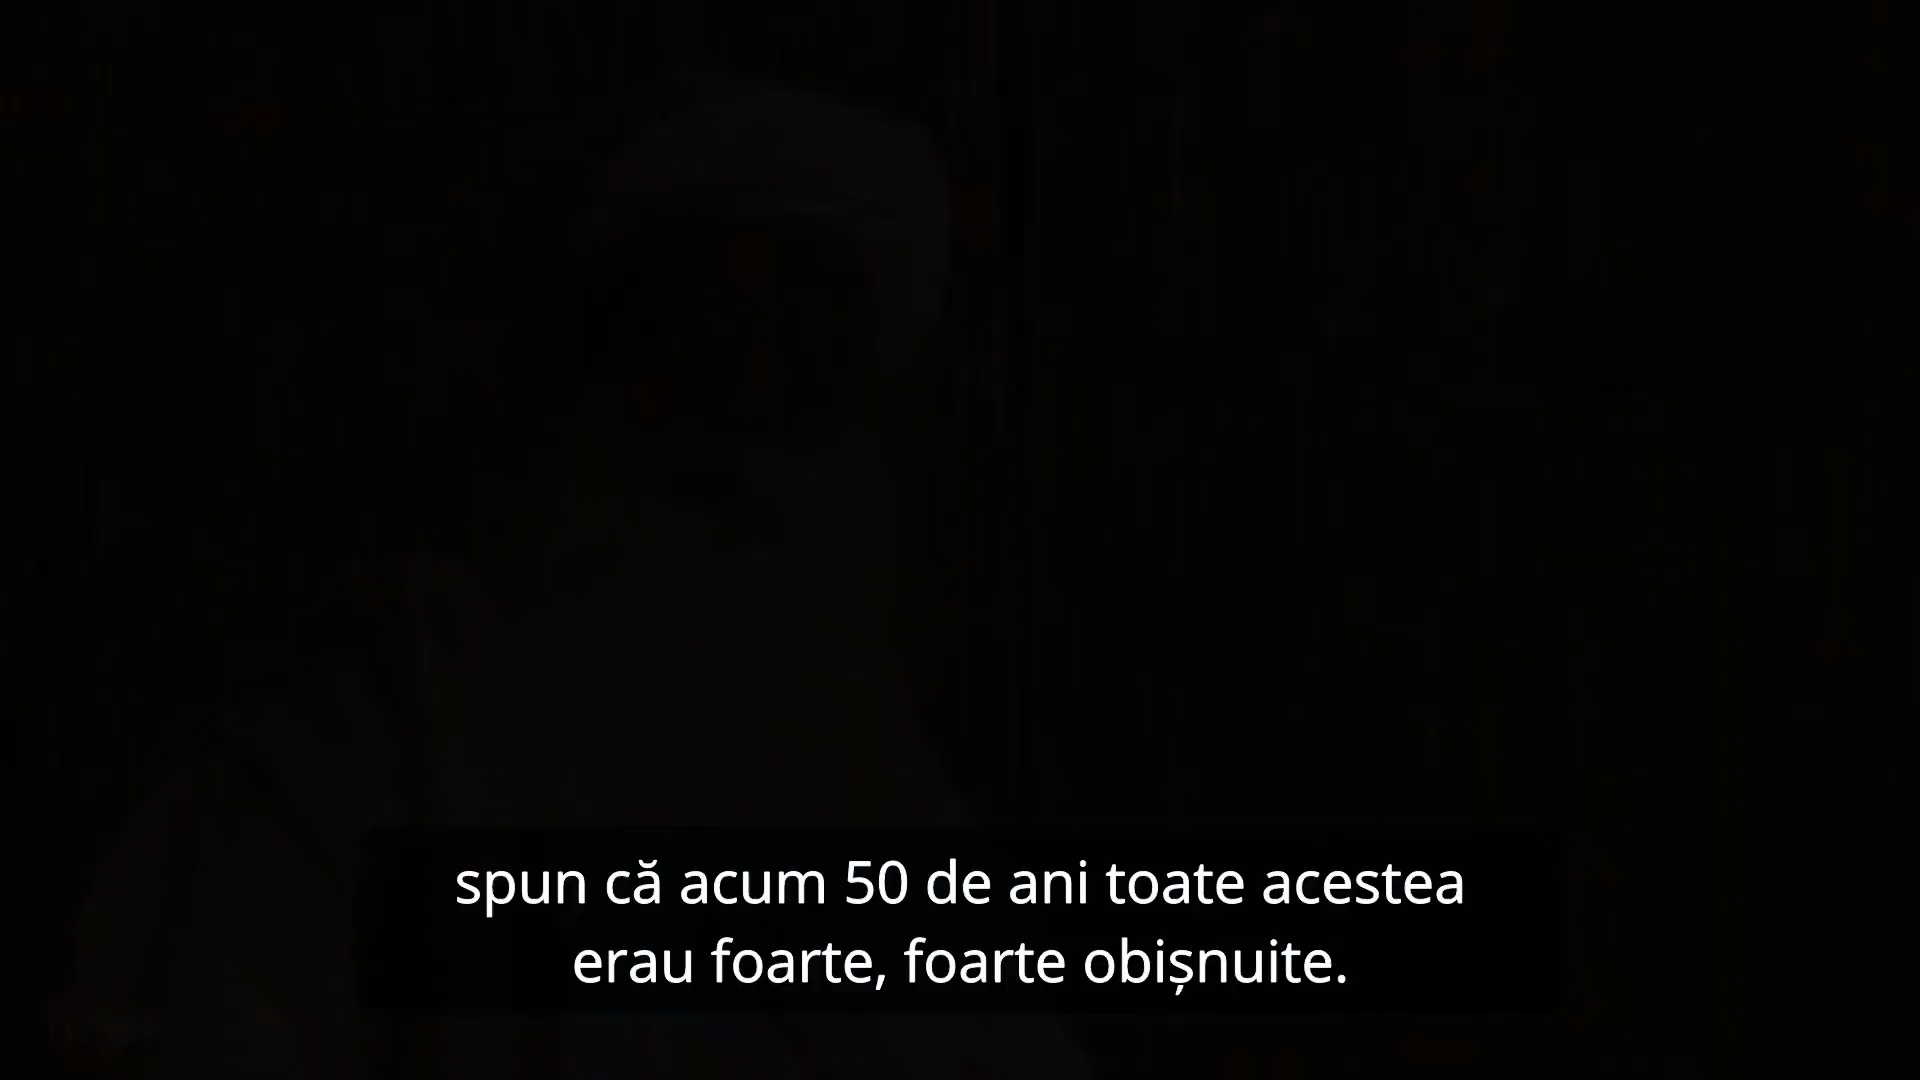 spun că acum 50 de ani toate acestea
erau foarte, foarte obișnuite.